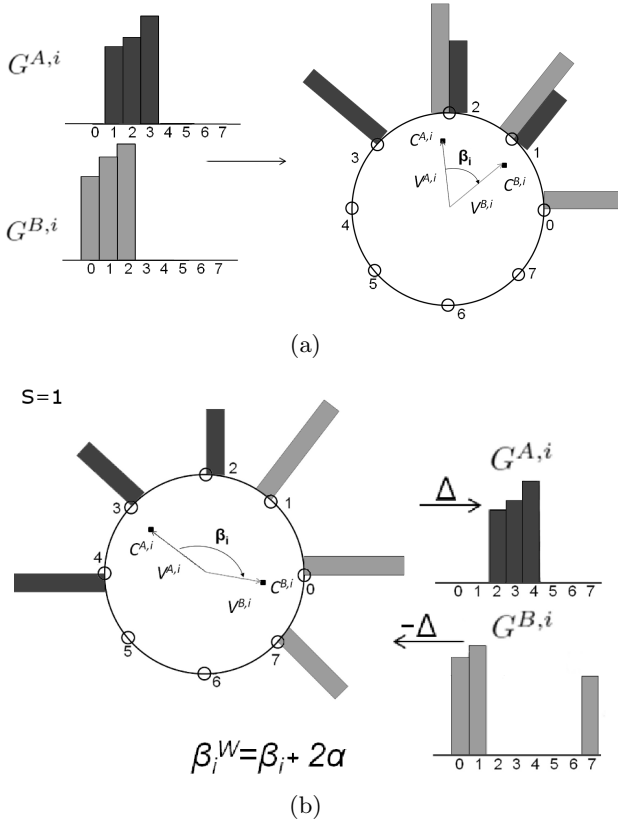 G^{A,i}
0 1 2 3 4 5 6 7
G^{B,i}
0 1 2 3 4 5 6 7
2
3
1
C^{A,i}
β_i
C^{B,i}
V^{A,i}
V^{B,i}
4
0
5
7
6
(a)
S=1
2
1
3
β_i
4
C^{A,i}
V^{A,i}
C^{B,i}
V^{B,i}
0
5
7
6
G^{A,i}
Δ
0 1 2 3 4 5 6 7
-Δ
G^{B,i}
0 1 2 3 4 5 6 7
β_i^W=β_i+ 2α
(b)